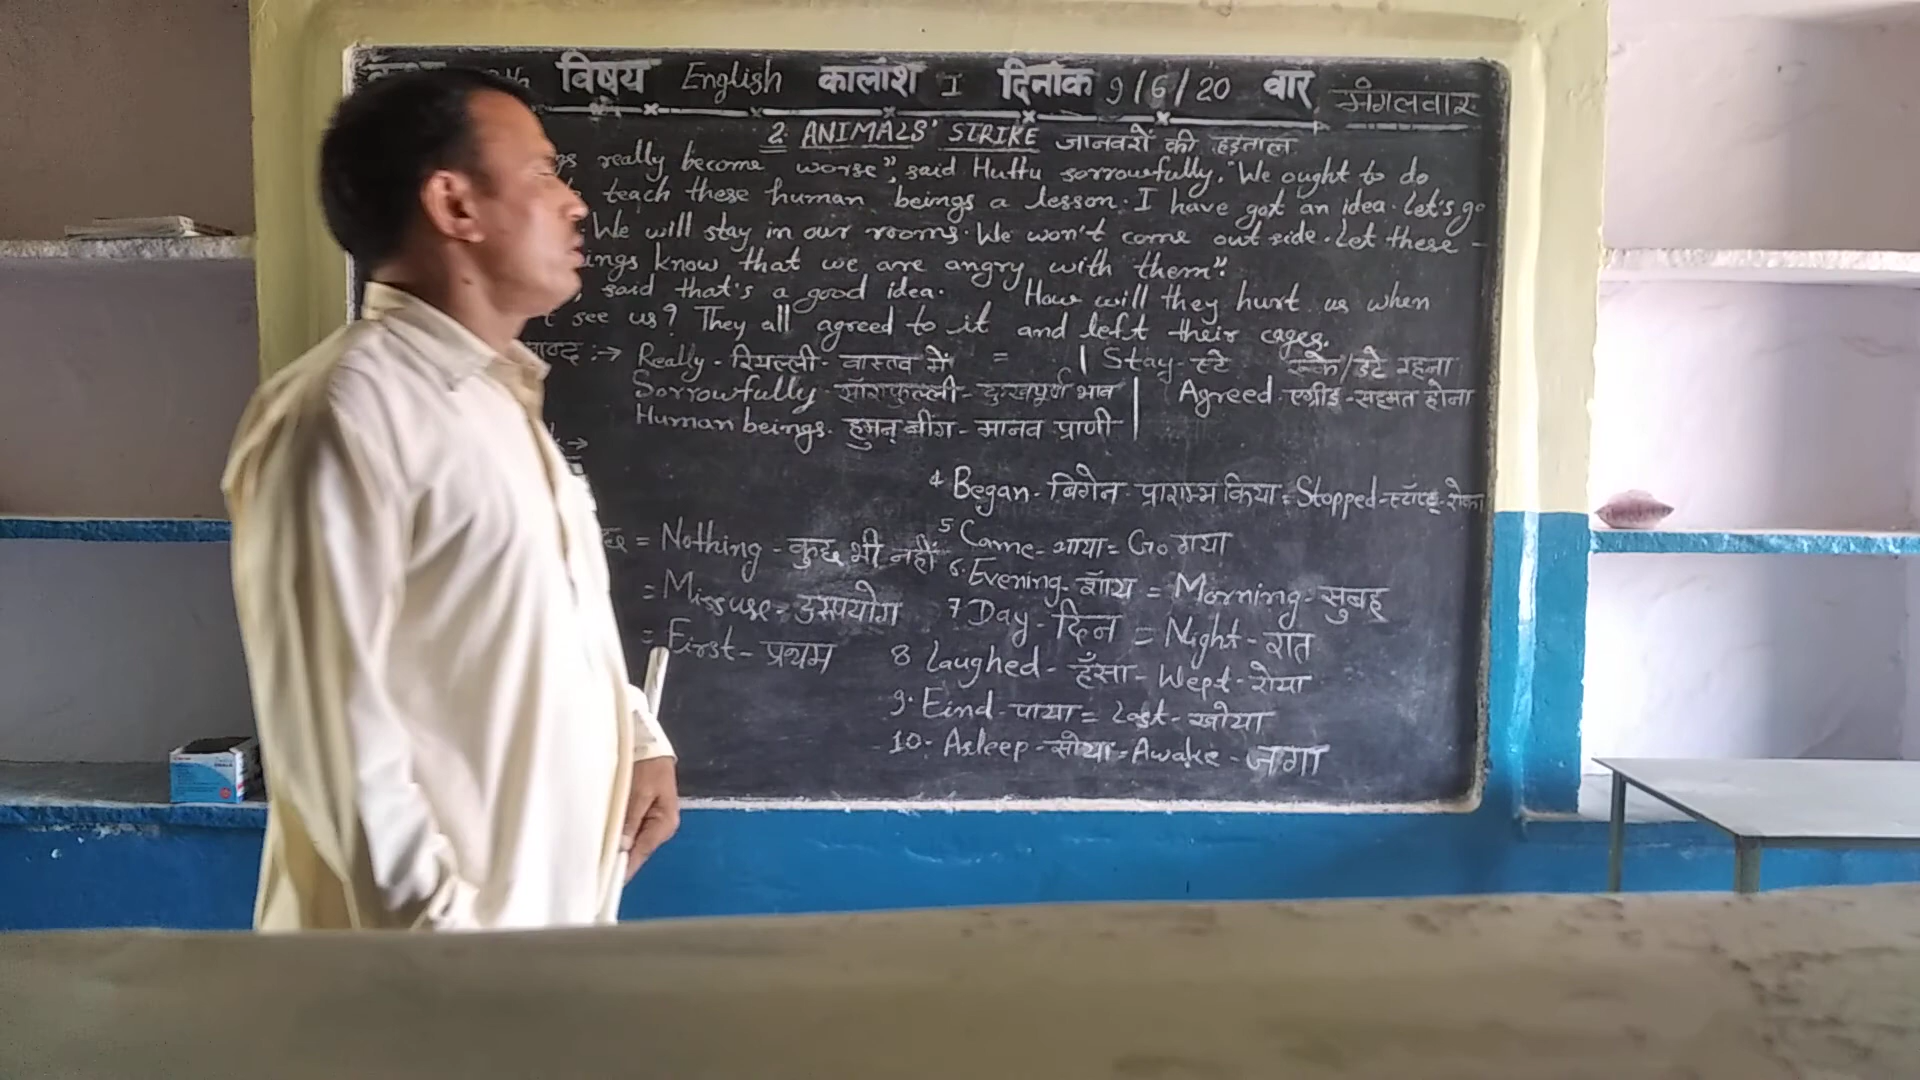 विषय English कालांश I दिनांक 9/6/20 वार मंगलवार
2. ANIMALS' STRIKE जानवरों की हड़ताल
really become worse", said Huttu sorrowfully. "We ought to do
teach these human beings a lesson. I have got an idea. Let's go
We will stay in our rooms. We won't come out side. Let these -
ings know that we are angry with them".
said that's a good idea. How will they hurt us when
see us? They all agreed to it and left their cages.
Really - रियल्ली - वास्तव में = | Stay - स्टे रूके/डटे रहना
Sorrowfully - सॉराफुल्ली - दुःखपूर्ण भाव | Agreed - एग्रीड - सहमत होना
Human beings. हुमन् बींग - मानव प्राणी |
4 Began - बिगेन - प्रारम्भ किया = Stopped - स्टॉप्ड - रोका
= Nothing - कुछ भी नहीं
5 Came - आया = Go गया
6. Evening - शॉय = Morning - सुबह
= Missuse - दुरुपयोग
7 Day - दिन = Night - रात
= First - प्रथम
8 Laughed - हँसा - Wept - रोया
9. Eind - पाया = Lost - खोया
10. Asleep - सोया = Awake - जगा